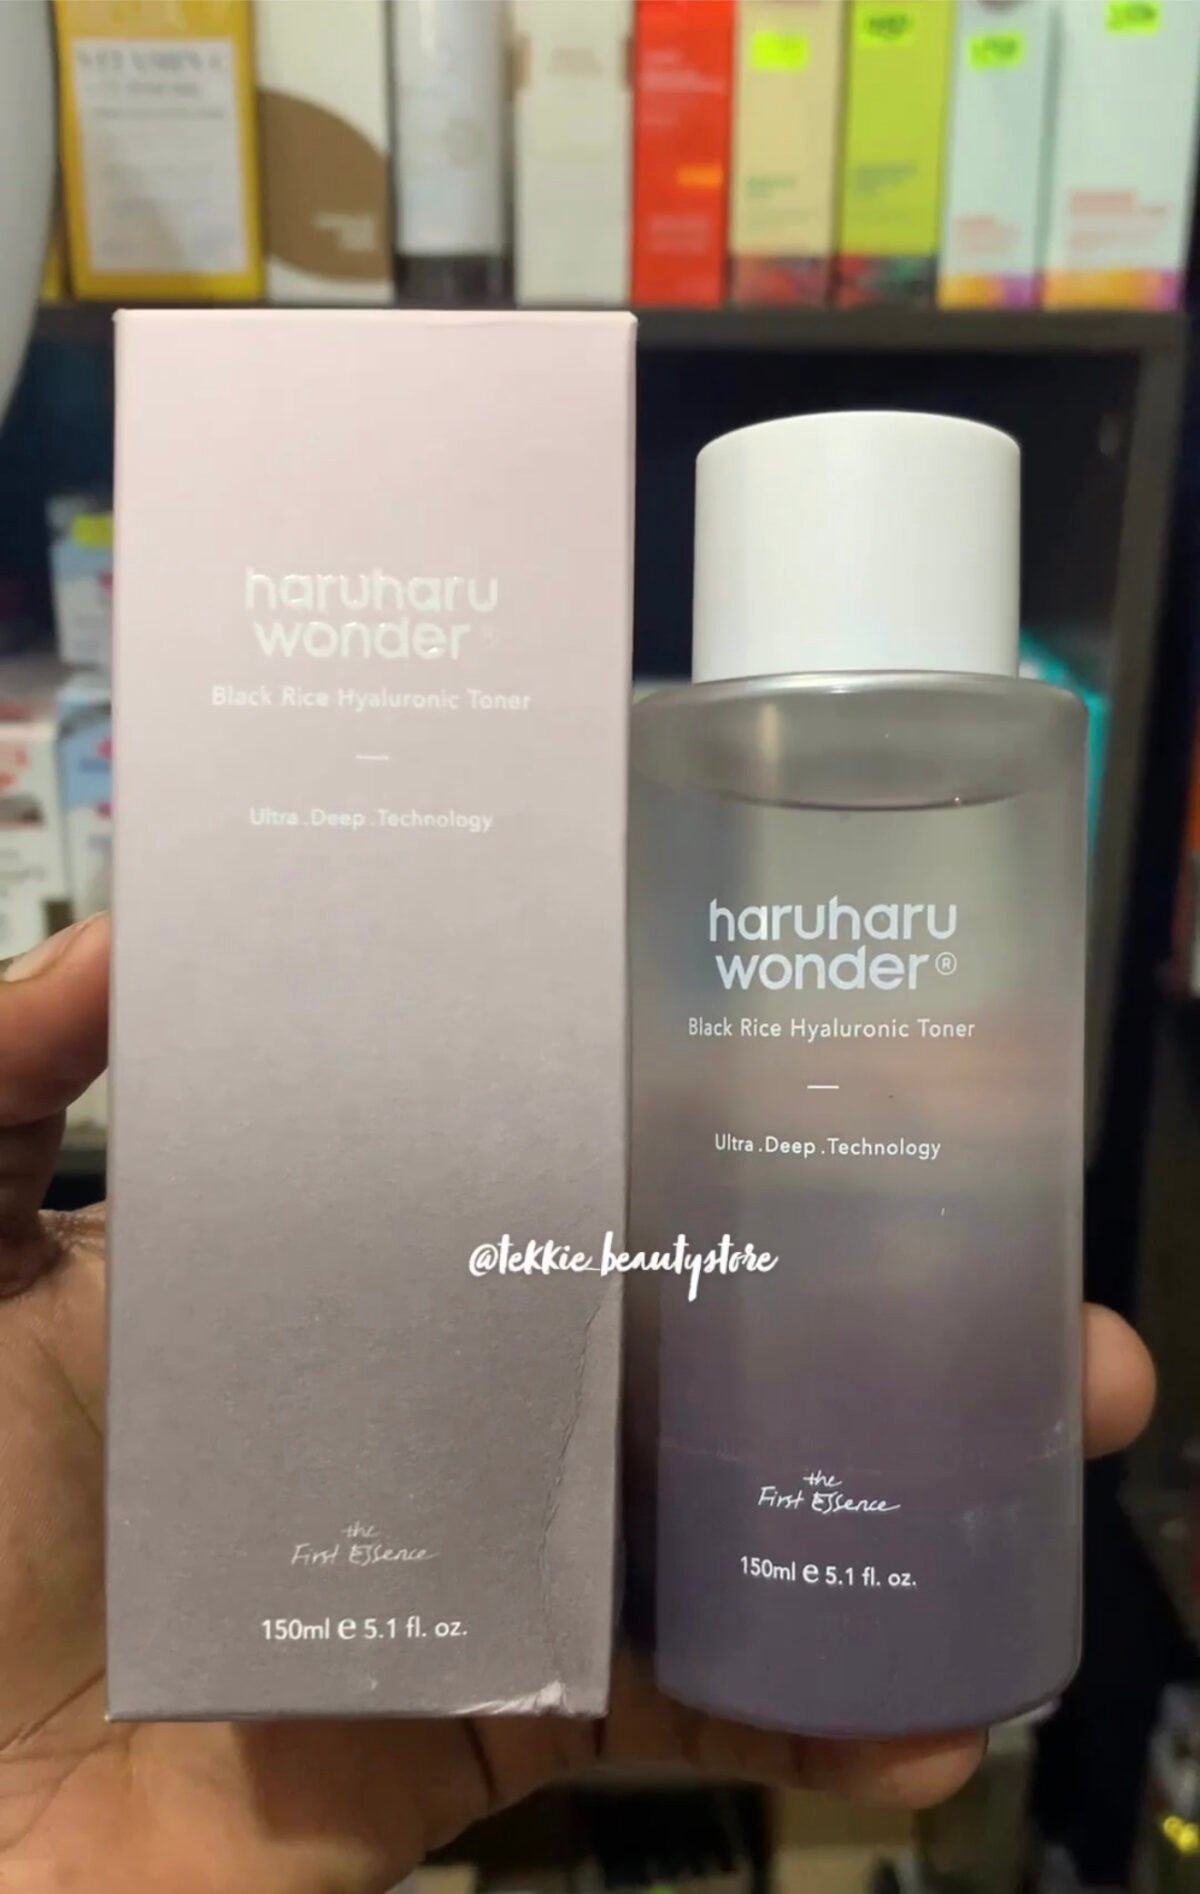 haruharu
wonder®
Black Rice Hyaluronic Toner
Ultra.Deep.Technology
the
First Essence
150ml e 5.1 fl. oz.
haruharu
wonder®
Black Rice Hyaluronic Toner
Ultra.Deep.Technology
@tekkie_beautystore
the
First Essence
150ml e 5.1 fl. oz.